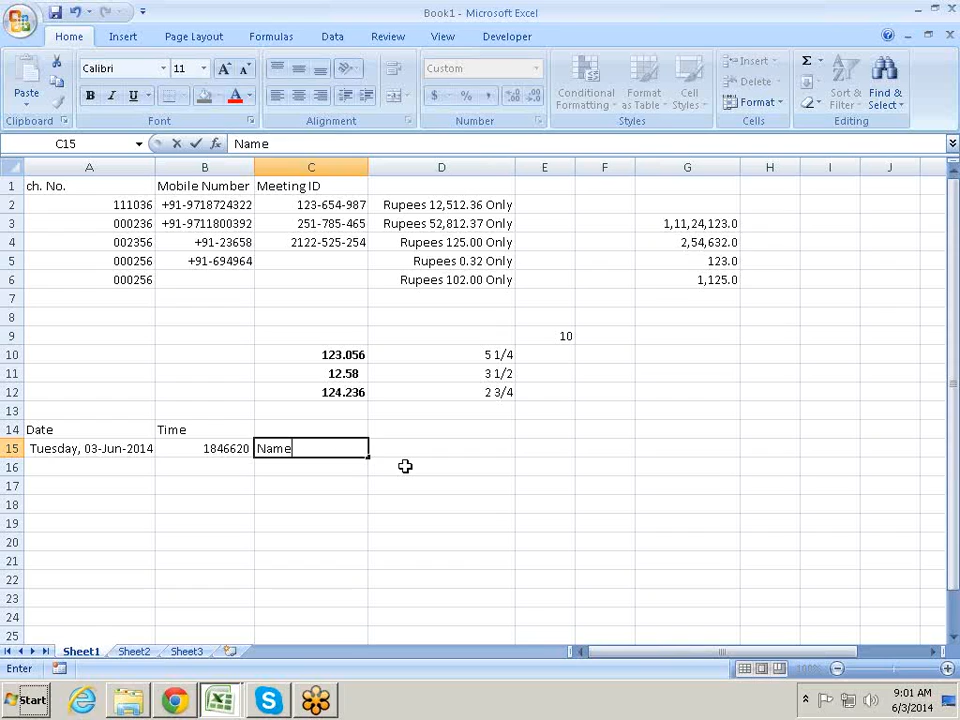 Book1 - Microsoft Excel
Home Insert Page Layout Formulas Data Review View Developer
Paste
Calibri 11
B I U
Custom
$ % ,
Conditional Formatting
Format as Table
Cell Styles
Insert
Delete
Format
Sort & Filter
Find & Select
Clipboard Font Alignment Number Styles Cells Editing
C15 fx Name
A B C D E F G H I J
1 ch. No. Mobile Number Meeting ID
2 111036 +91-9718724322 123-654-987 Rupees 12,512.36 Only
3 000236 +91-9711800392 251-785-465 Rupees 52,812.37 Only 1,11,24,123.0
4 002356 +91-23658 2122-525-254 Rupees 125.00 Only 2,54,632.0
5 000256 +91-694964 Rupees 0.32 Only 123.0
6 000256 Rupees 102.00 Only 1,125.0
7
8
9 10
10 123.056 5 1/4
11 12.58 3 1/2
12 124.236 2 3/4
13
14 Date Time
15 Tuesday, 03-Jun-2014 1846620 Name
16
17
18
19
20
21
22
23
24
25
Sheet1 Sheet2 Sheet3
Enter 100%
Start
9:01 AM
6/3/2014